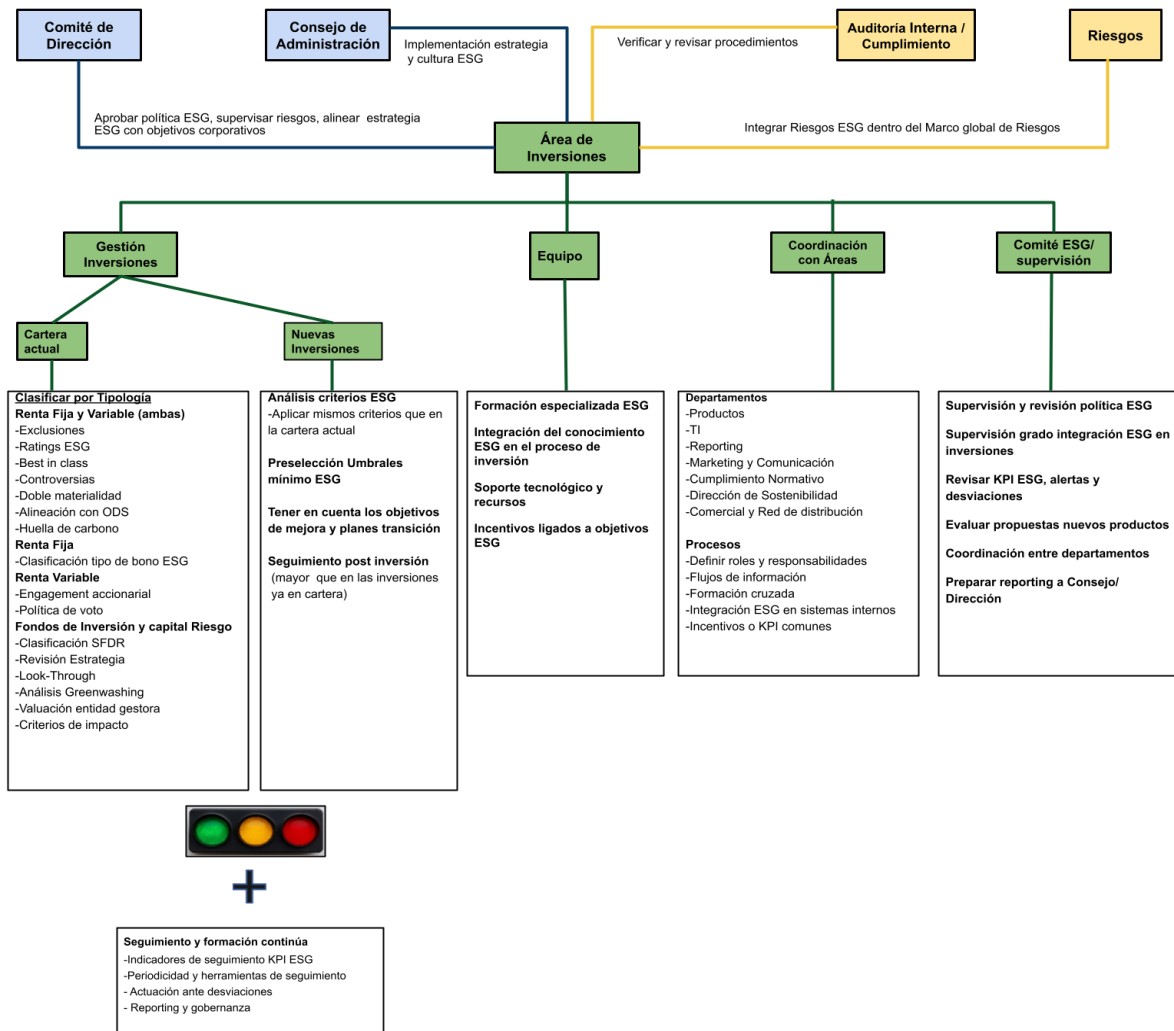 Comité de
Dirección
Consejo de
Administración
Implementación estrategia
y cultura ESG
Verificar y revisar procedimientos
Auditoría Interna /
Cumplimiento
Riesgos
Aprobar política ESG, supervisar riesgos, alinear estrategia
ESG con objetivos corporativos
Área de
Inversiones
Integrar Riesgos ESG dentro del Marco global de Riesgos
Gestión
Inversiones
Equipo
Coordinación
con Áreas
Comité ESG/
supervisión
Cartera
actual
Nuevas
Inversiones
Clasificar por Tipología
Renta Fija y Variable (ambas)
-Exclusiones
-Ratings ESG
-Best in class
-Controversias
-Doble materialidad
-Alineación con ODS
-Huella de carbono
Renta Fija
-Clasificación tipo de bono ESG
Renta Variable
-Engagement accionarial
-Política de voto
Fondos de Inversión y capital Riesgo
-Clasificación SFDR
-Revisión Estrategia
-Look-Through
-Análisis Greenwashing
-Valuación entidad gestora
-Criterios de impacto
Análisis criterios ESG
-Aplicar mismos criterios que en
la cartera actual
Preselección Umbrales
mínimo ESG
Tener en cuenta los objetivos
de mejora y planes transición
Seguimiento post inversión
(mayor que en las inversiones
ya en cartera)
Formación especializada ESG
Integración del conocimiento
ESG en el proceso de
inversión
Soporte tecnológico y
recursos
Incentivos ligados a objetivos
ESG
Departamentos
-Productos
-TI
-Reporting
-Marketing y Comunicación
-Cumplimiento Normativo
-Dirección de Sostenibilidad
-Comercial y Red de distribución
Procesos
-Definir roles y responsabilidades
-Flujos de información
-Formación cruzada
-Integración ESG en sistemas internos
-Incentivos o KPI comunes
Supervisión y revisión política ESG
Supervisión grado integración ESG en
inversiones
Revisar KPI ESG, alertas y
desviaciones
Evaluar propuestas nuevos productos
Coordinación entre departamentos
Preparar reporting a Consejo/
Dirección
Seguimiento y formación continúa
-Indicadores de seguimiento KPI ESG
-Periodicidad y herramientas de seguimiento
- Actuación ante desviaciones
- Reporting y gobernanza